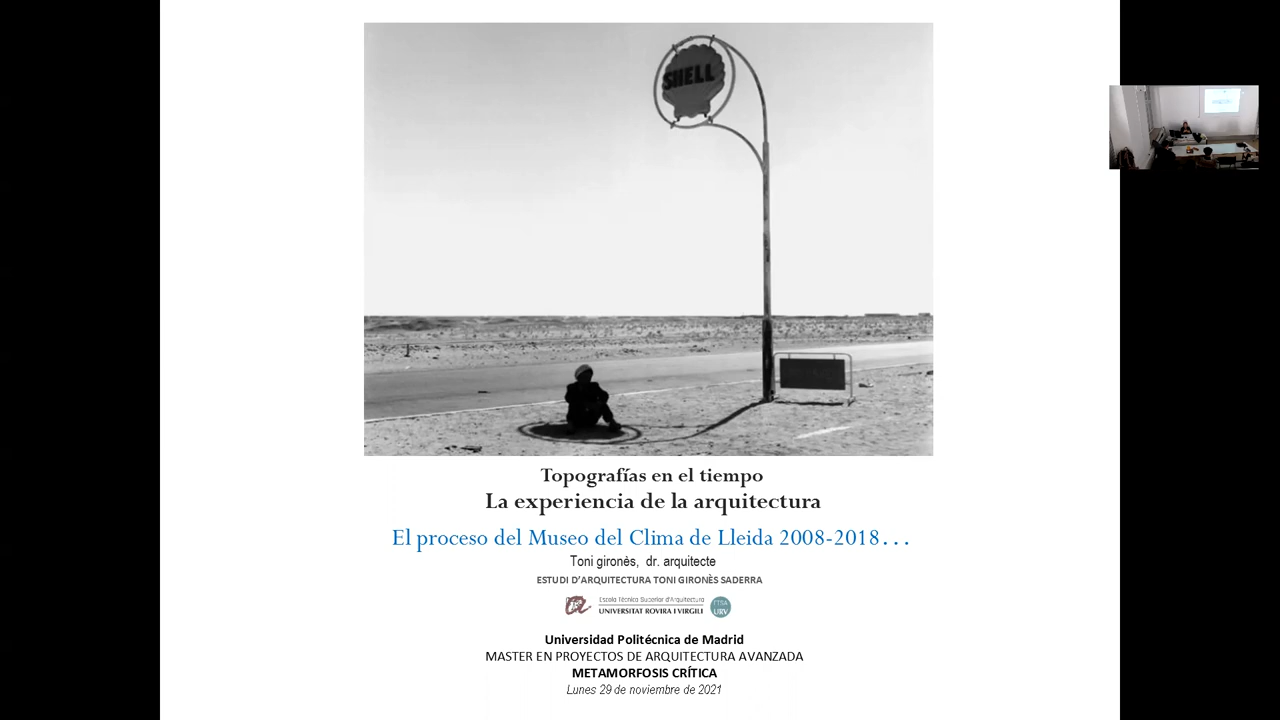 SHELL
Topografías en el tiempo
La experiencia de la arquitectura
El proceso del Museo del Clima de Lleida 2008-2018...
Toni gironès, dr. arquitecte
ESTUDI D'ARQUITECTURA TONI GIRONÈS SADERRA
Escola Tècnica Superior d'Arquitectura
UNIVERSITAT ROVIRA I VIRGILI
ETSA
URV
Universidad Politécnica de Madrid
MASTER EN PROYECTOS DE ARQUITECTURA AVANZADA
METAMORFOSIS CRÍTICA
Lunes 29 de noviembre de 2021